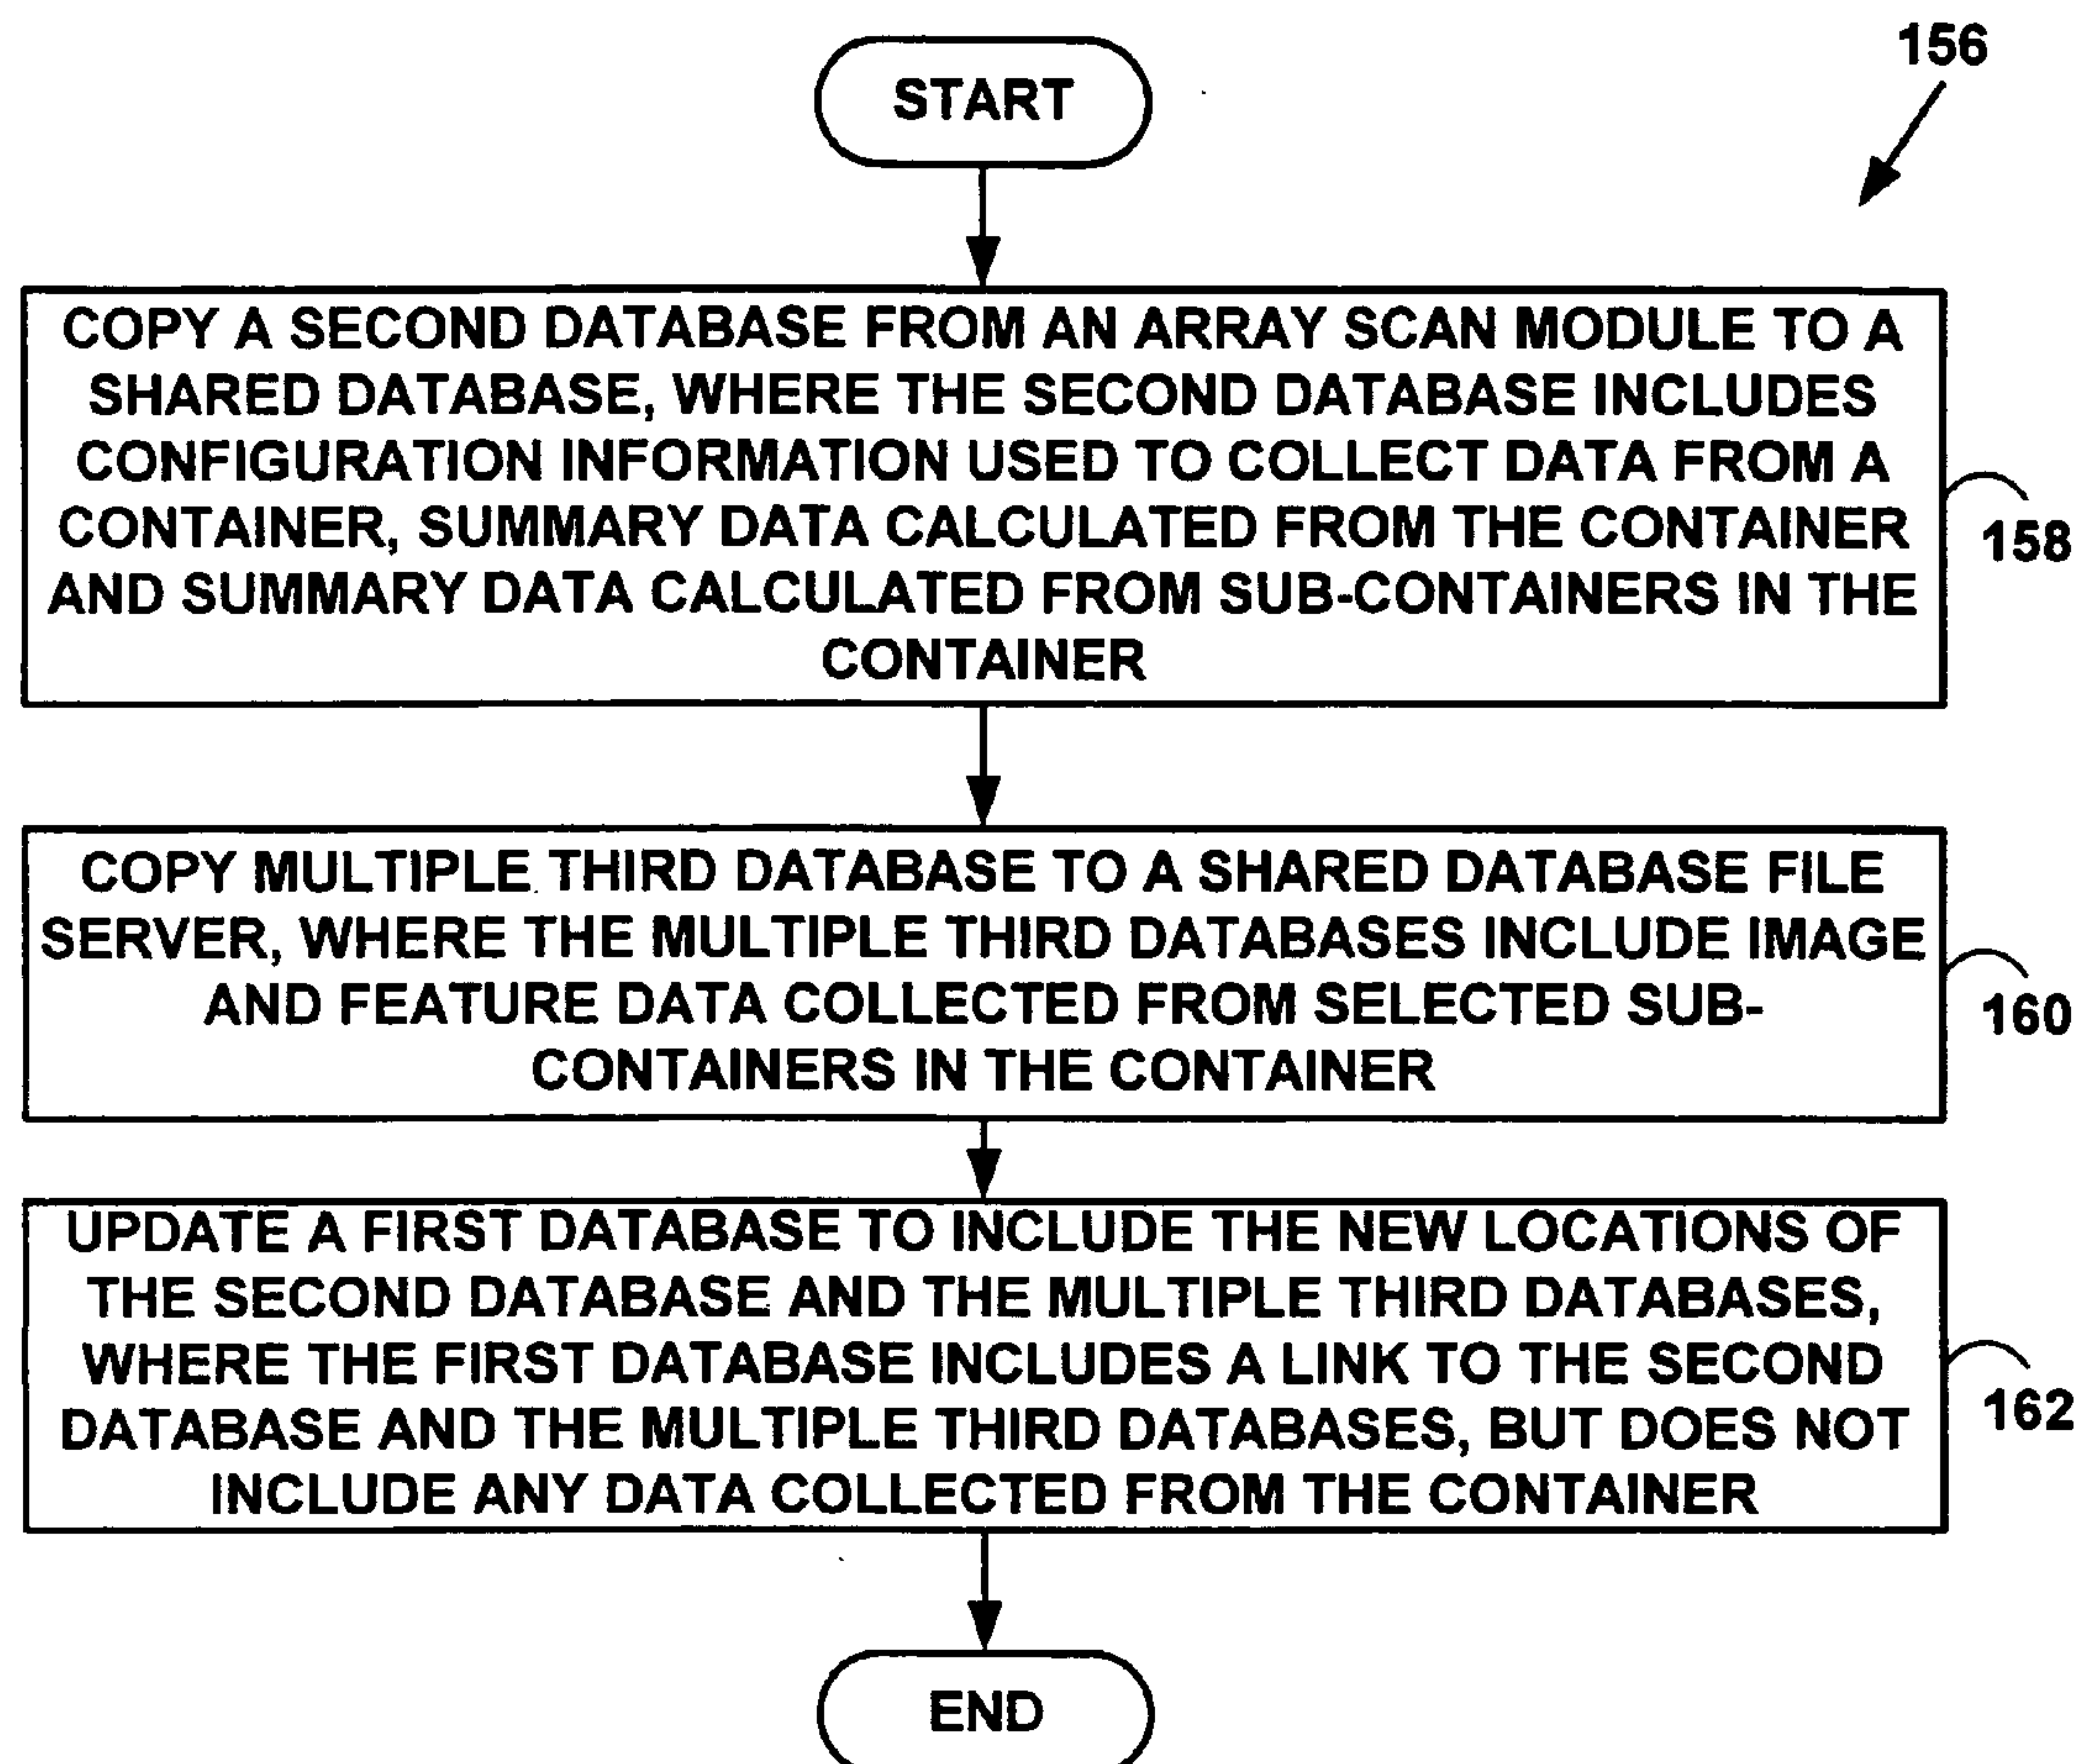 156
START
COPY A SECOND DATABASE FROM AN ARRAY SCAN MODULE TO A
SHARED DATABASE, WHERE THE SECOND DATABASE INCLUDES
CONFIGURATION INFORMATION USED TO COLLECT DATA FROM A
CONTAINER, SUMMARY DATA CALCULATED FROM THE CONTAINER
AND SUMMARY DATA CALCULATED FROM SUB-CONTAINERS IN THE
CONTAINER
158
COPY MULTIPLE THIRD DATABASE TO A SHARED DATABASE FILE
SERVER, WHERE THE MULTIPLE THIRD DATABASES INCLUDE IMAGE
AND FEATURE DATA COLLECTED FROM SELECTED SUB-
CONTAINERS IN THE CONTAINER
160
UPDATE A FIRST DATABASE TO INCLUDE THE NEW LOCATIONS OF
THE SECOND DATABASE AND THE MULTIPLE THIRD DATABASES,
WHERE THE FIRST DATABASE INCLUDES A LINK TO THE SECOND
DATABASE AND THE MULTIPLE THIRD DATABASES, BUT DOES NOT
INCLUDE ANY DATA COLLECTED FROM THE CONTAINER
162
END